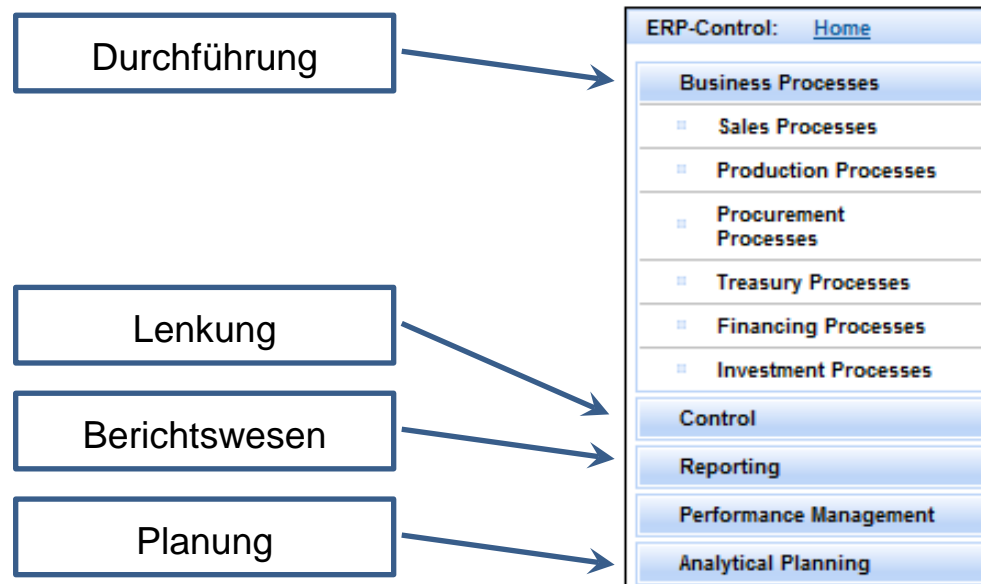 Durchführung
Lenkung
Berichtswesen
Planung
ERP-Control: Home
Business Processes
Sales Processes
Production Processes
Procurement
Processes
Treasury Processes
Financing Processes
Investment Processes
Control
Reporting
Performance Management
Analytical Planning